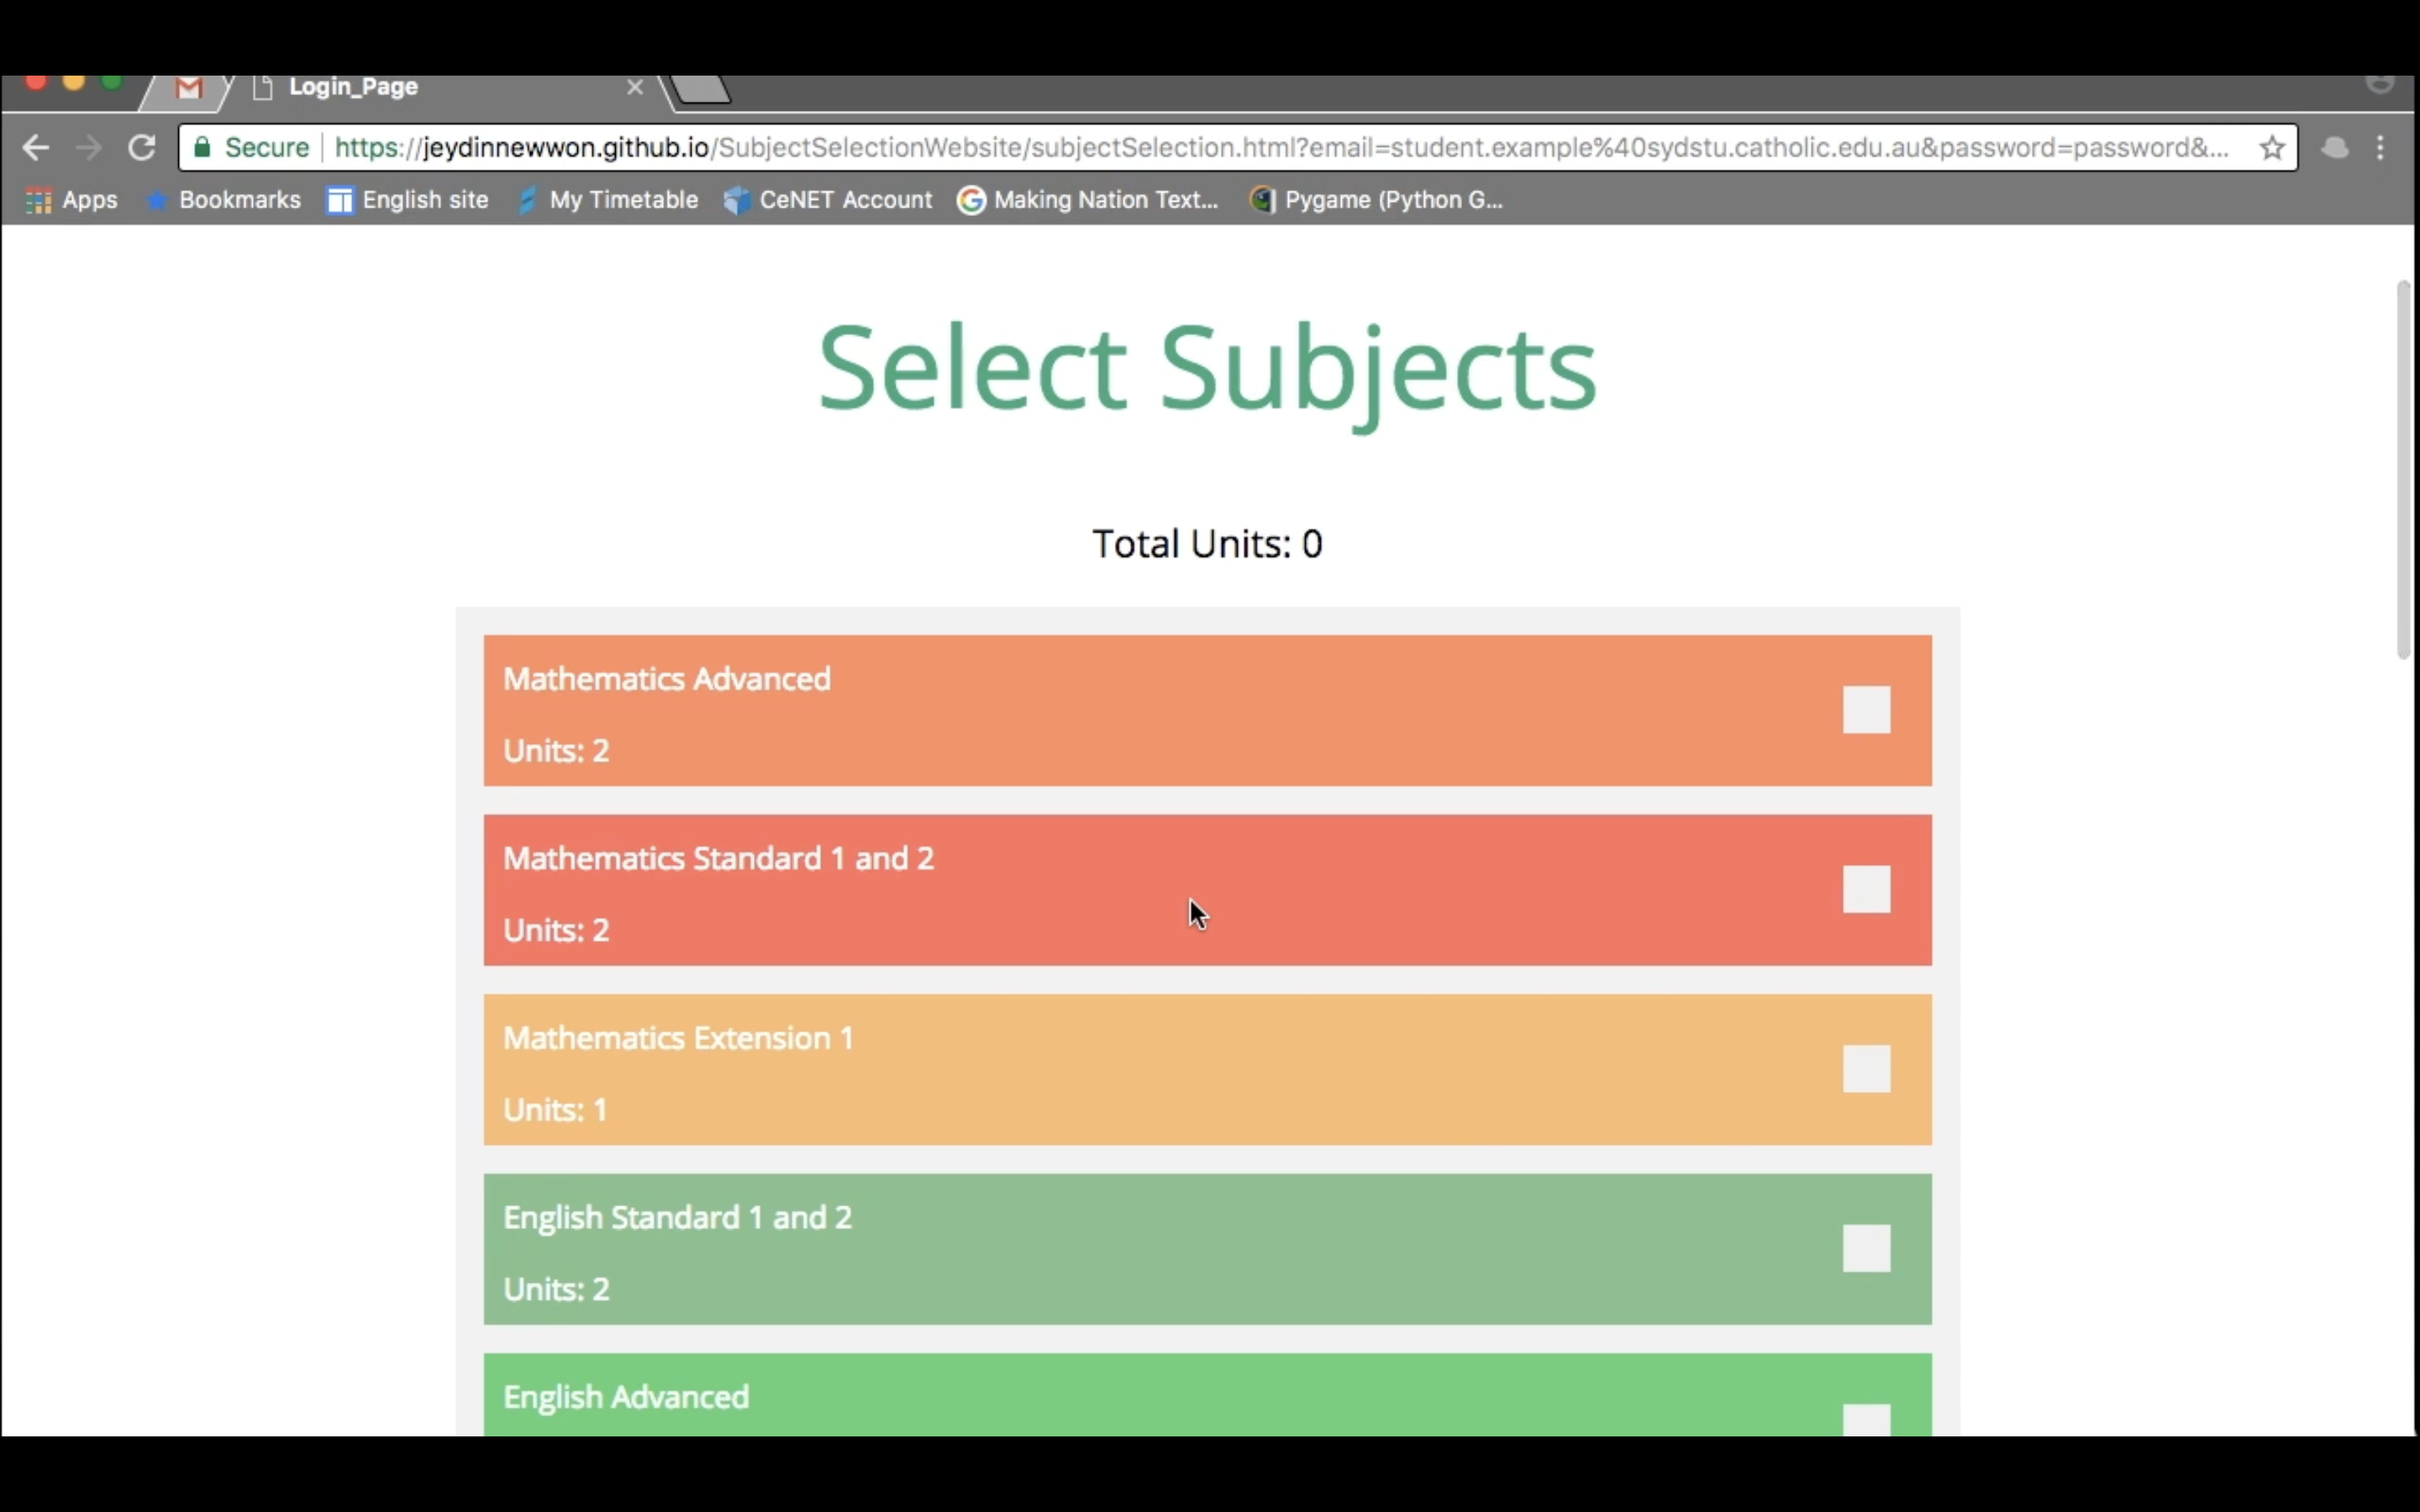 Login_Page
Secure https://jeydinnewwon.github.io/SubjectSelectionWebsite/subjectSelection.html?email=student.example%40sydstu.catholic.edu.au&password=password&...
Apps Bookmarks English site My Timetable CeNET Account Making Nation Text... Pygame (Python G...
Select Subjects
Total Units: 0
Mathematics Advanced
Units: 2
Mathematics Standard 1 and 2
Units: 2
Mathematics Extension 1
Units: 1
English Standard 1 and 2
Units: 2
English Advanced